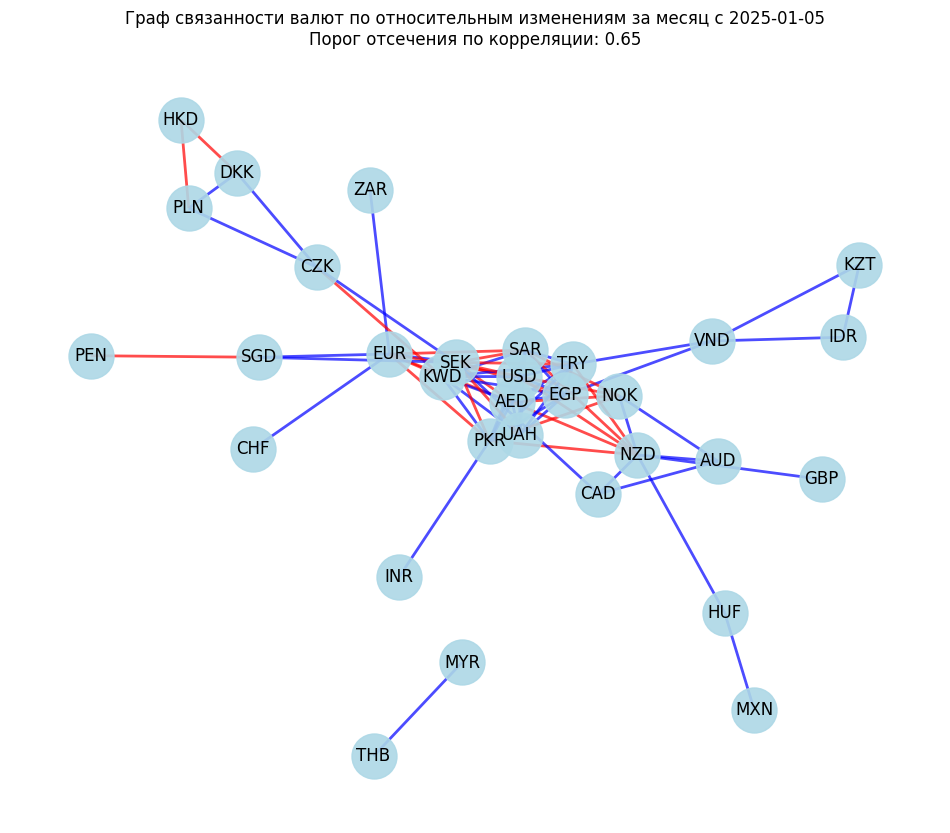 Граф связанности валют по относительным изменениям за месяц с 2025-01-05
Порог отсечения по корреляции: 0.65
HKD
DKK
ZAR
PLN
CZK
KZT
IDR
VND
SAR
EUR
PEN
SGD
SEK
TRY
KWD
USD
EGP
NOK
AED
UAH
PKR
CHF
NZD
AUD
GBP
CAD
INR
HUF
MYR
MXN
THB